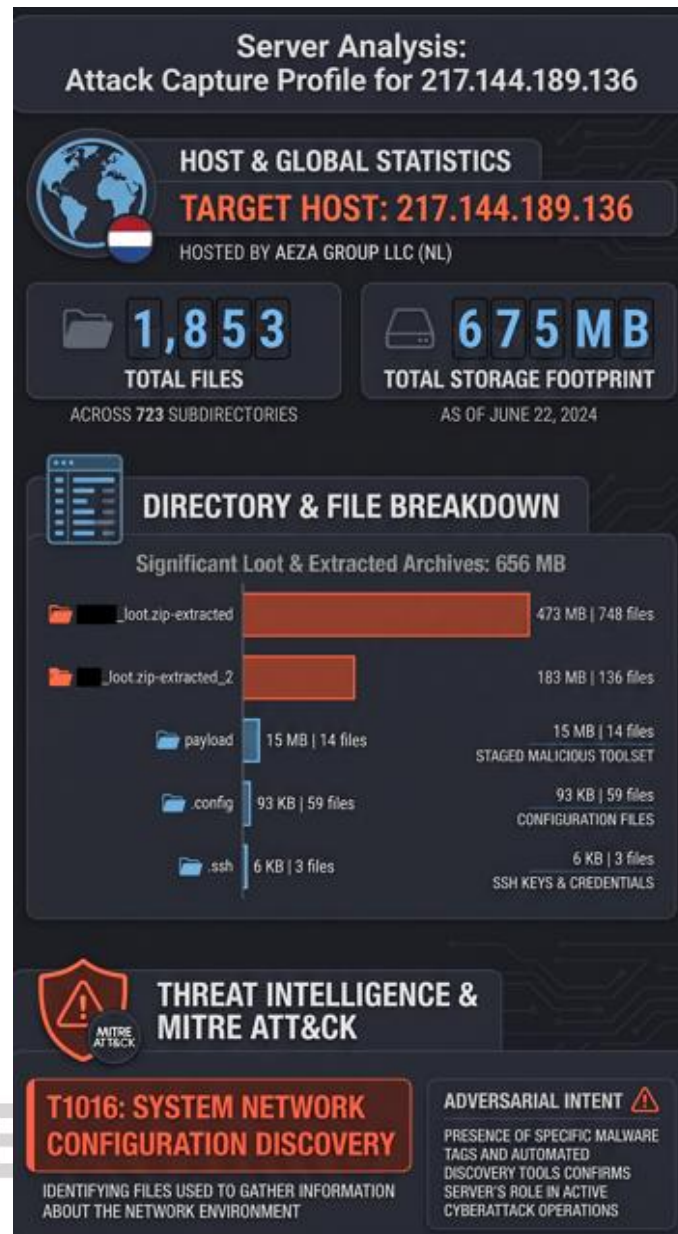 Server Analysis:
Attack Capture Profile for 217.144.189.136
HOST & GLOBAL STATISTICS
TARGET HOST: 217.144.189.136
HOSTED BY AEZA GROUP LLC (NL)
1,853
TOTAL FILES
ACROSS 723 SUBDIRECTORIES
675MB
TOTAL STORAGE FOOTPRINT
AS OF JUNE 22, 2024
DIRECTORY & FILE BREAKDOWN
Significant Loot & Extracted Archives: 656 MB
_loot.zip-extracted
473 MB | 748 files
_loot.zip-extracted_2
183 MB | 136 files
payload
15 MB | 14 files
15 MB | 14 files
STAGED MALICIOUS TOOLSET
.config
93 KB | 59 files
93 KB | 59 files
CONFIGURATION FILES
.ssh
6 KB | 3 files
6 KB | 3 files
SSH KEYS & CREDENTIALS
MITRE
ATT&CK
THREAT INTELLIGENCE &
MITRE ATT&CK
T1016: SYSTEM NETWORK
CONFIGURATION DISCOVERY
IDENTIFYING FILES USED TO GATHER INFORMATION
ABOUT THE NETWORK ENVIRONMENT
ADVERSARIAL INTENT
PRESENCE OF SPECIFIC MALWARE
TAGS AND AUTOMATED
DISCOVERY TOOLS CONFIRMS
SERVER'S ROLE IN ACTIVE
CYBERATTACK OPERATIONS